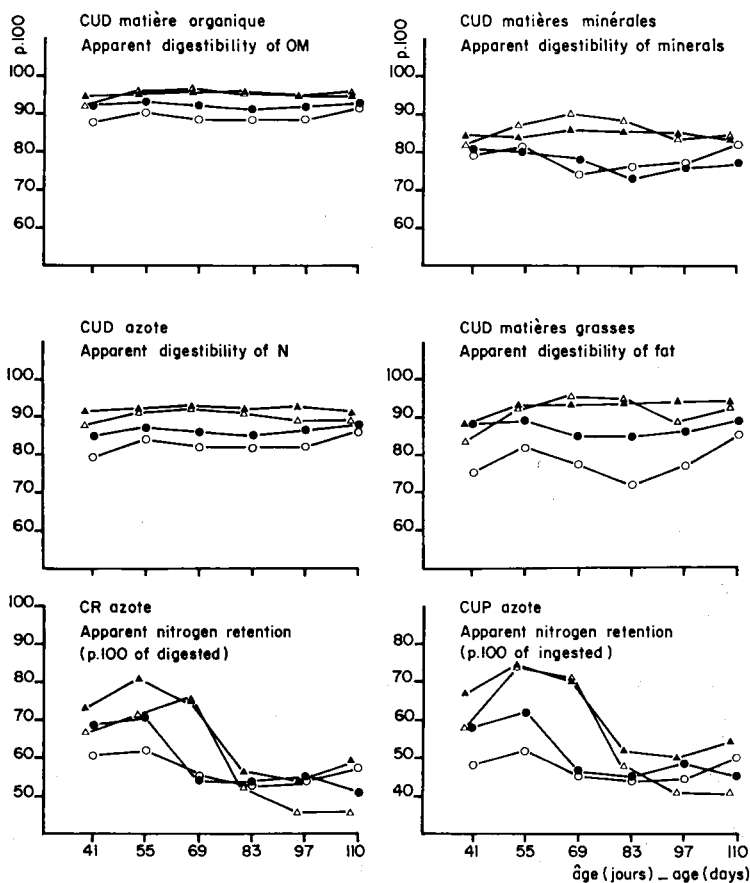 CUD matière organique
Apparent digestibility of OM
p.100
100
90
80
70
60
CUD matières minérales
Apparent digestibility of minerals
p.100
100
90
80
70
60
CUD azote
Apparent digestibility of N
100
90
80
70
60
CUD matières grasses
Apparent digestibility of fat
100
90
80
70
60
CR azote
Apparent nitrogen retention
(p.100 of digested)
100
90
80
70
60
50
41 55 69 83 97 110
CUP azote
Apparent nitrogen retention
(p.100 of ingested)
80
70
60
50
40
41 55 69 83 97 110
âge (jours) _ age (days)